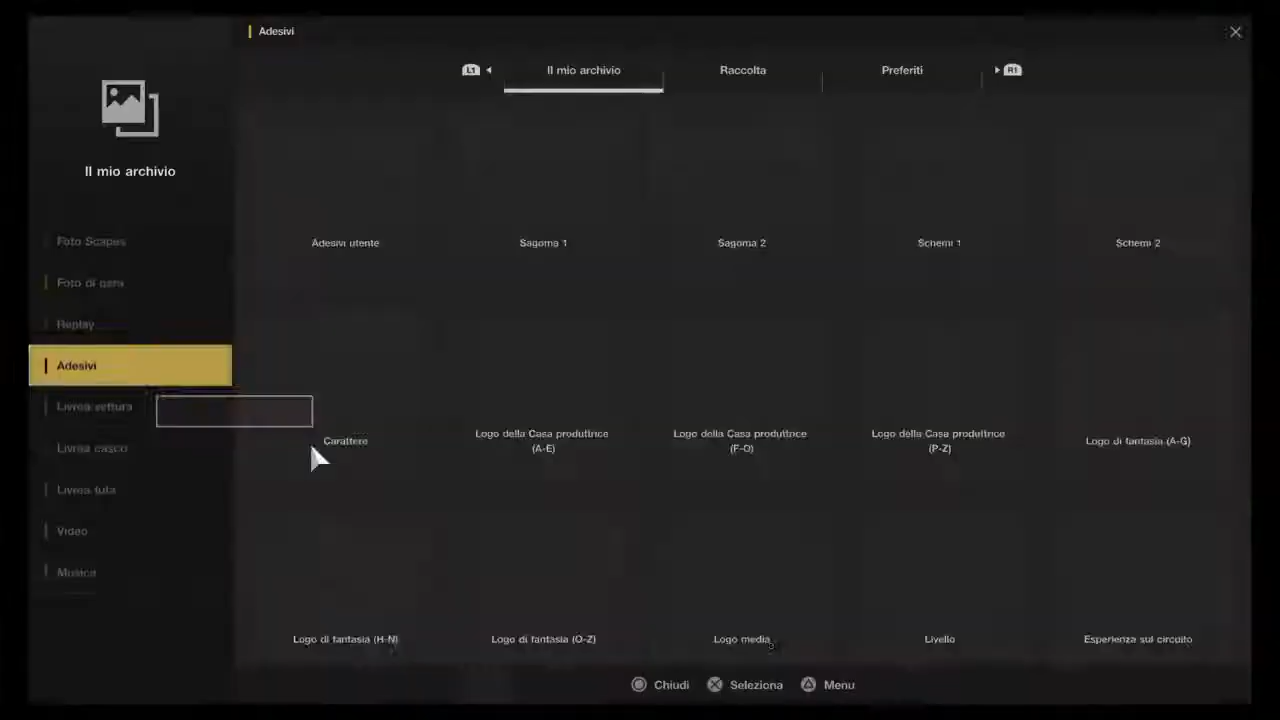 Adesivi
L1
Il mio archivio
Raccolta
Preferiti
R1
Il mio archivio
Foto Scapes
Foto di gara
Replay
Adesivi
Livrea vettura
Livrea casco
Livrea tuta
Video
Musica
Adesivi utente
Sagoma 1
Sagoma 2
Schemi 1
Schemi 2
Carattere
Logo della Casa produttrice
(A-E)
Logo della Casa produttrice
(F-O)
Logo della Casa produttrice
(P-Z)
Logo di fantasia (A-G)
Logo di fantasia (H-N)
Logo di fantasia (O-Z)
Logo media
Livello
Esperienza sul circuito
Chiudi
Seleziona
Menu